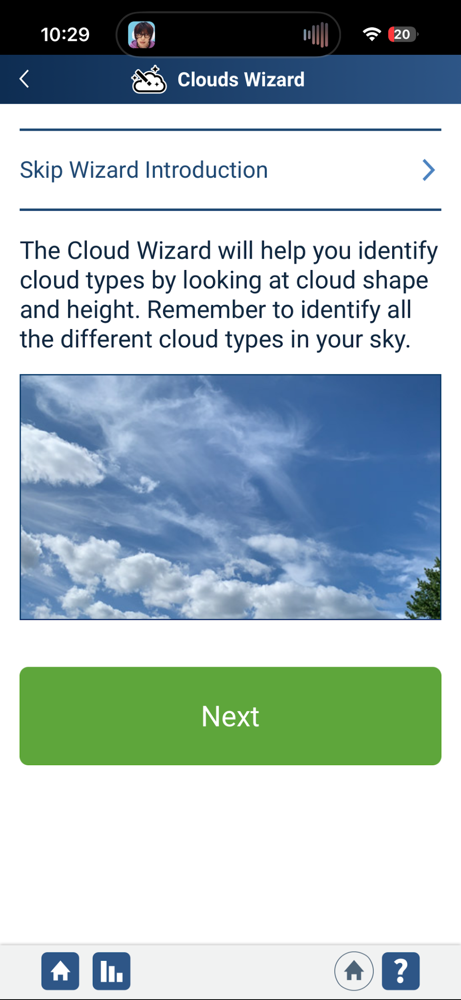 10:29
20
Clouds Wizard
Skip Wizard Introduction
The Cloud Wizard will help you identify
cloud types by looking at cloud shape
and height. Remember to identify all
the different cloud types in your sky.
Next
?